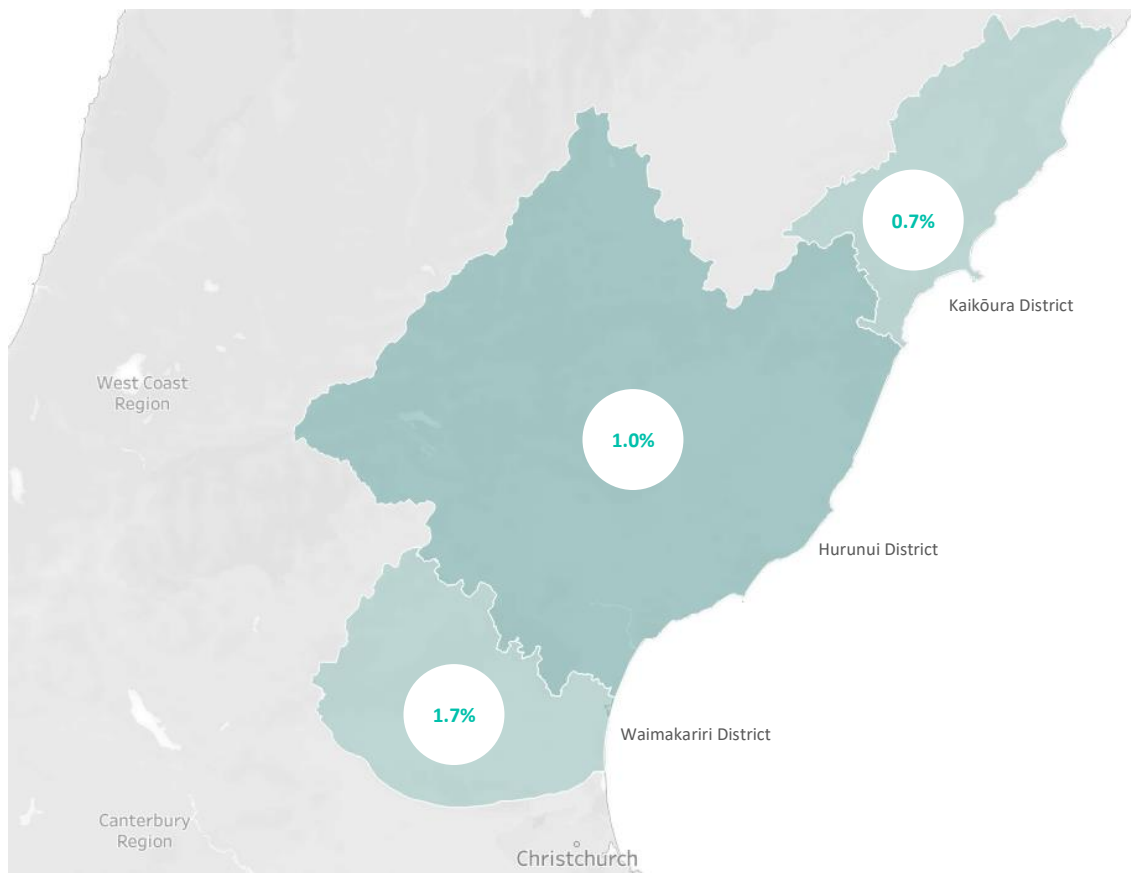 0.7%
Kaikōura District
West Coast
Region
1.0%
Hurunui District
1.7%
Waimakariri District
Canterbury
Region
Christchurch